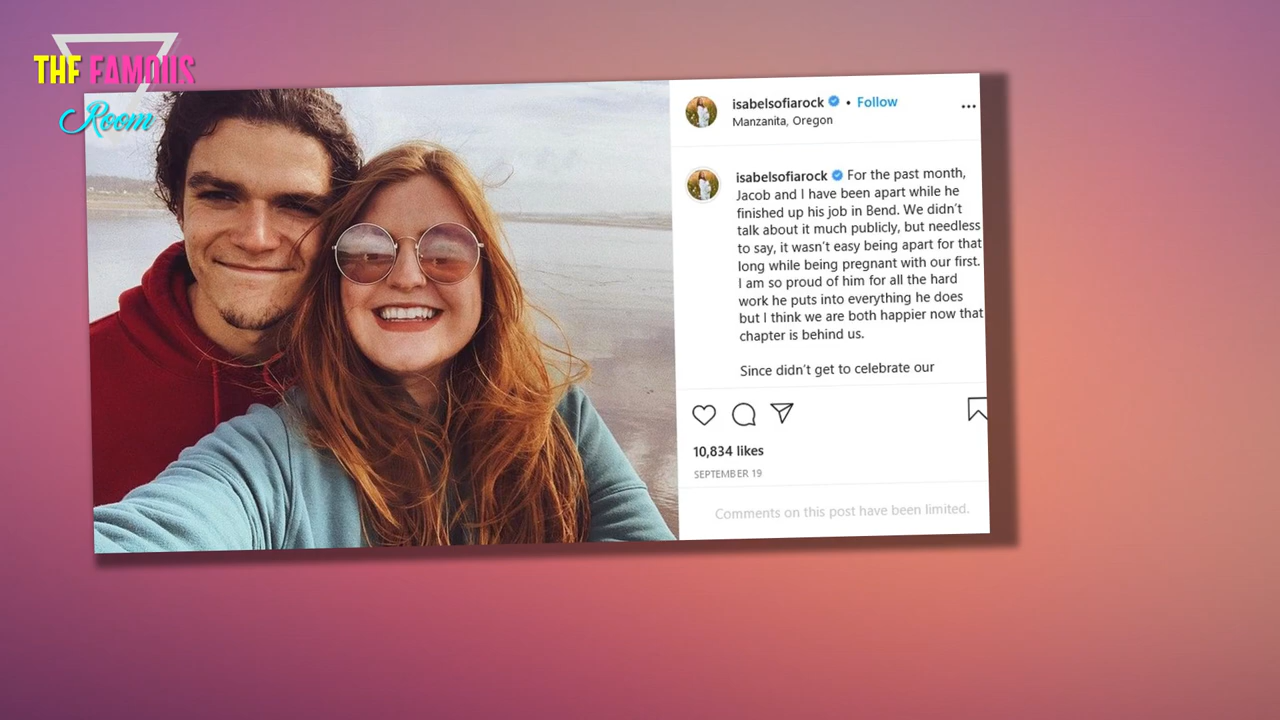 THE FAMOUS
Room
isabelsofiarock • Follow
Manzanita, Oregon
isabelsofiarock For the past month,
Jacob and I have been apart while he
finished up his job in Bend. We didn't
talk about it much publicly, but needless
to say, it wasn't easy being apart for that
long while being pregnant with our first.
I am so proud of him for all the hard
work he puts into everything he does
but I think we are both happier now that
chapter is behind us.
Since didn't get to celebrate our
10,834 likes
SEPTEMBER 19
Comments on this post have been limited.